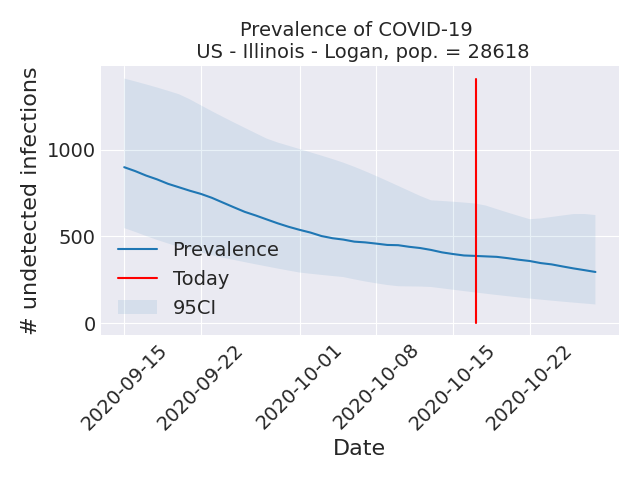 Prevalence of COVID-19
US - Illinois - Logan, pop. = 28618
# undetected infections
1000
500
0
Prevalence
Today
95CI
2020-09-15
2020-09-22
2020-10-01
2020-10-08
2020-10-15
2020-10-22
Date